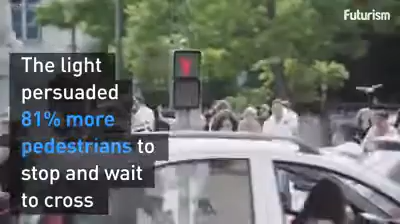 Futurism
The light
persuaded
81% more
pedestrians to
stop and wait
to cross